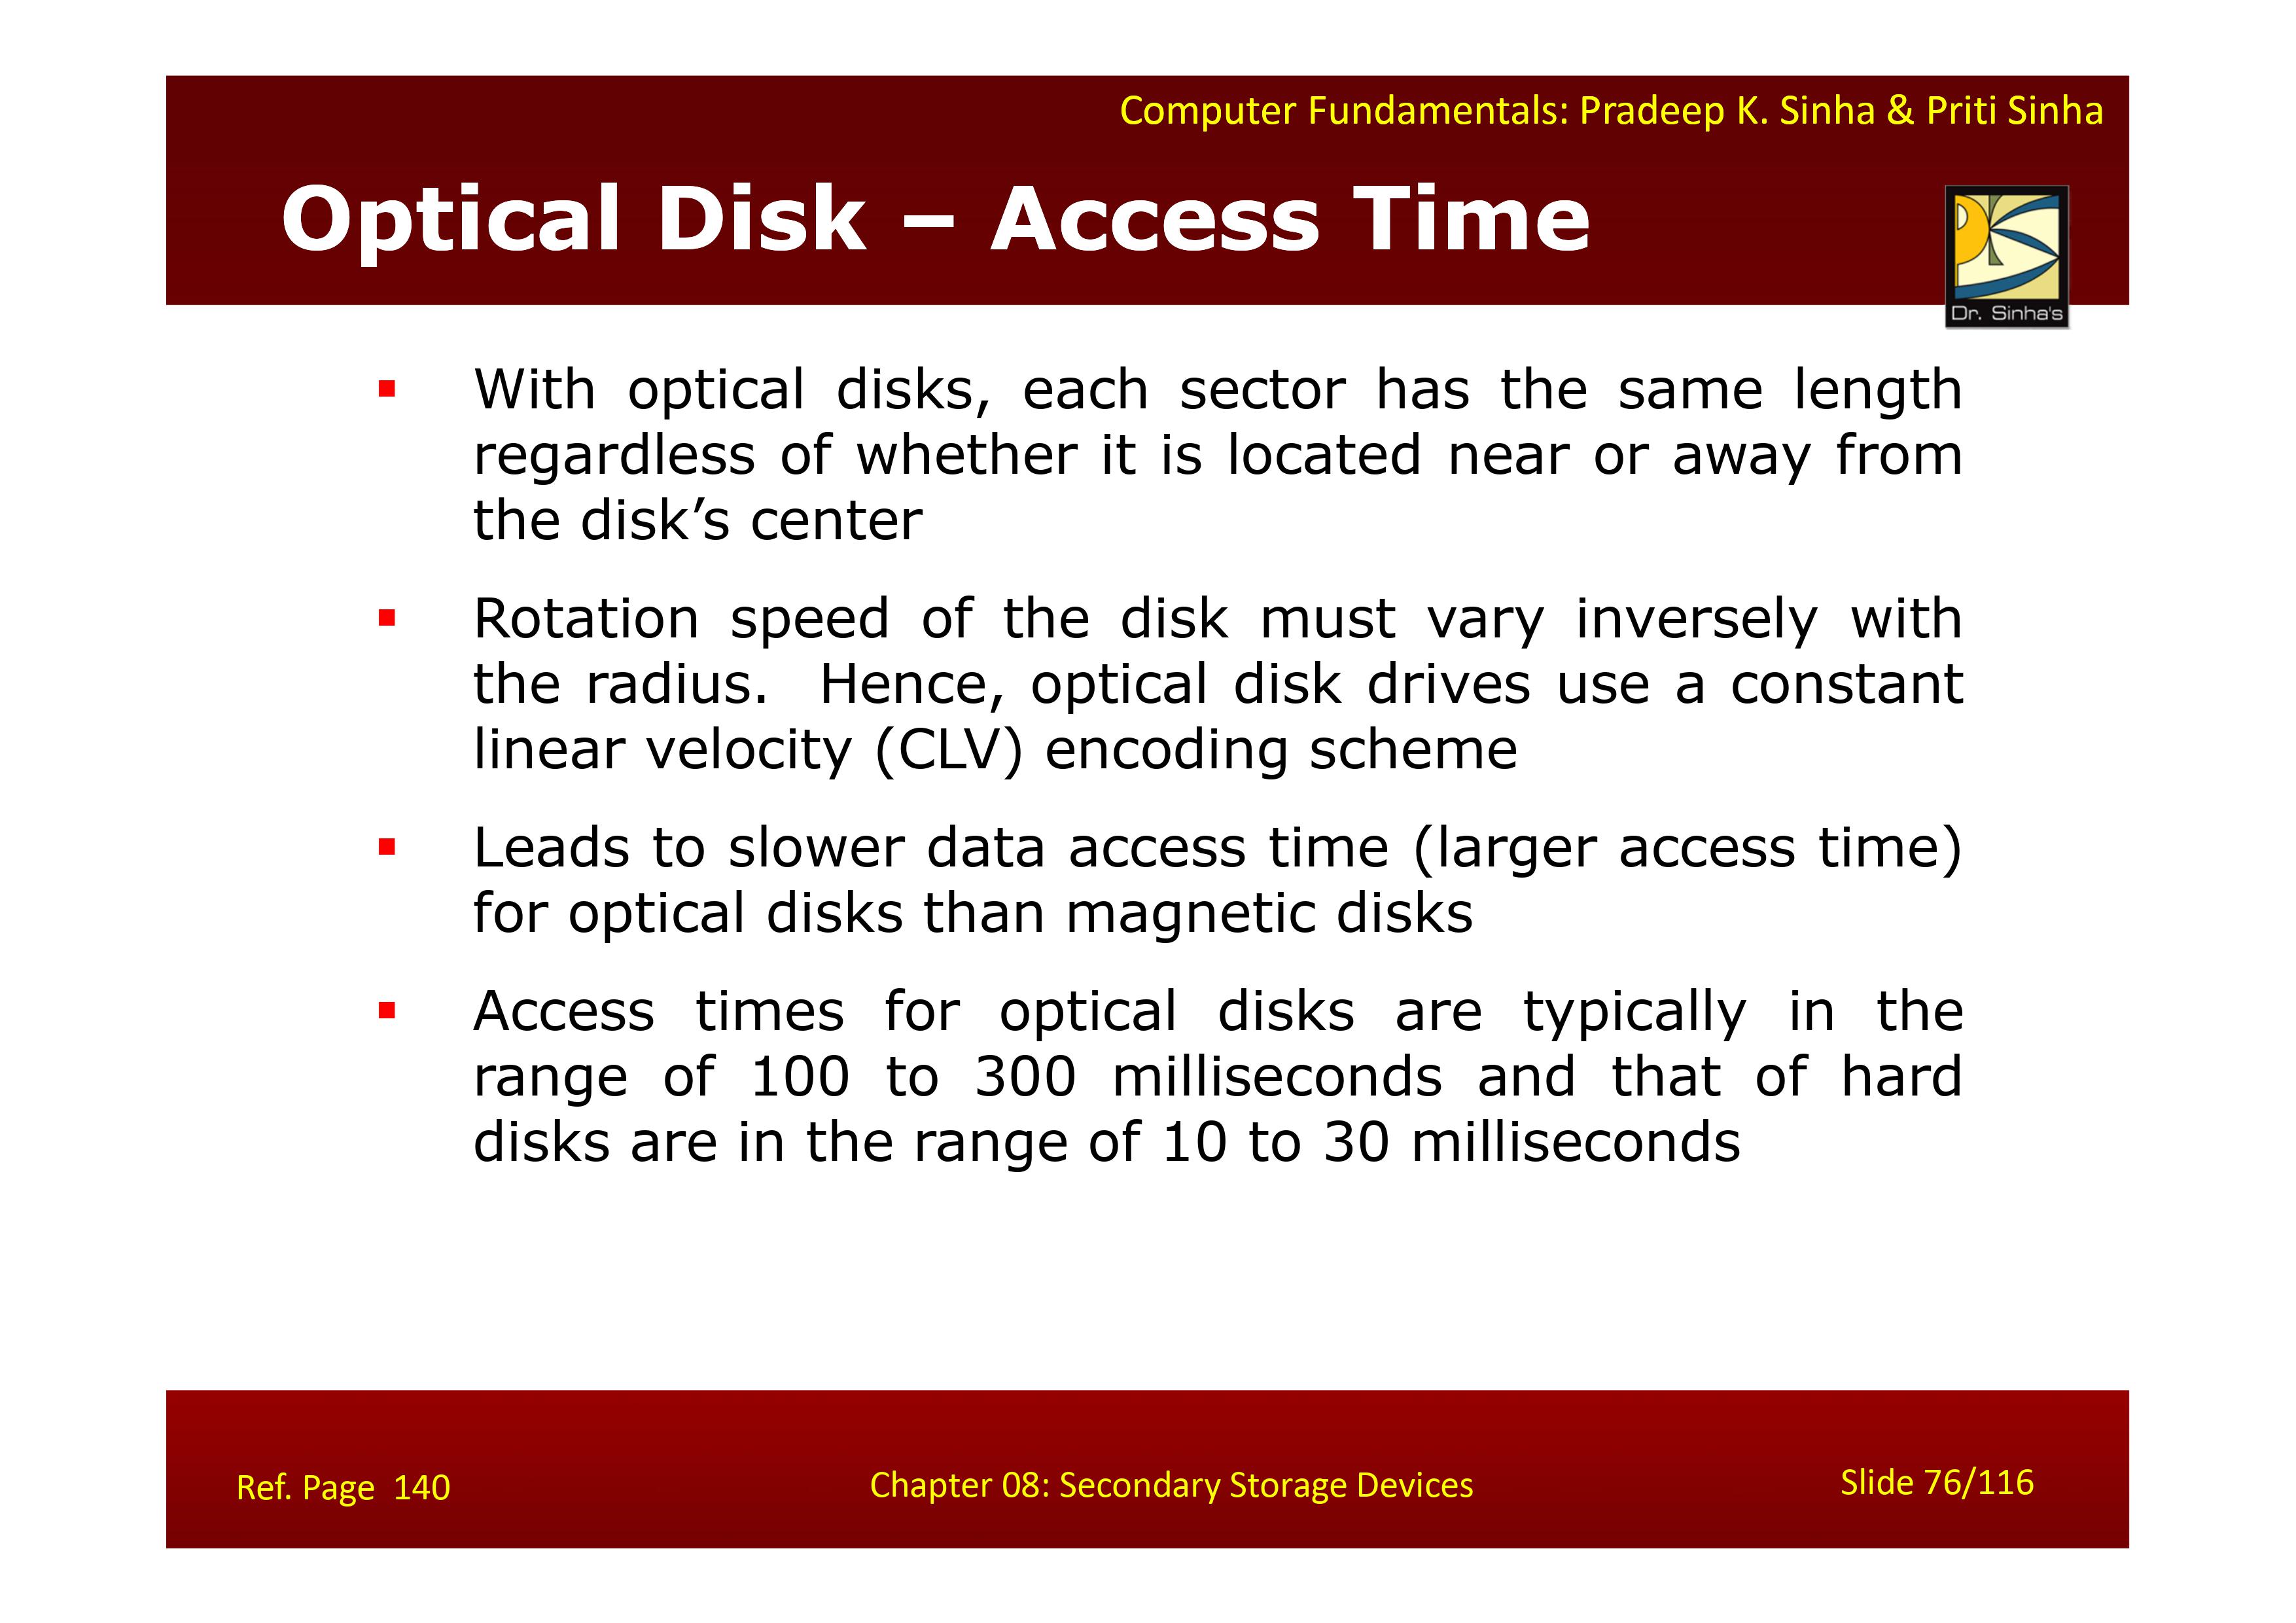 Computer Fundamentals: Pradeep K. Sinha & Priti Sinha
Optical Disk – Access Time
Dr. Sinha's
▪ With optical disks, each sector has the same length
regardless of whether it is located near or away from
the disk’s center
▪ Rotation speed of the disk must vary inversely with
the radius.  Hence, optical disk drives use a constant
linear velocity (CLV) encoding scheme
▪ Leads to slower data access time (larger access time)
for optical disks than magnetic disks
▪ Access times for optical disks are typically in the
range of 100 to 300 milliseconds and that of hard
disks are in the range of 10 to 30 milliseconds
Ref. Page  140
Chapter 08: Secondary Storage Devices
Slide 76/116